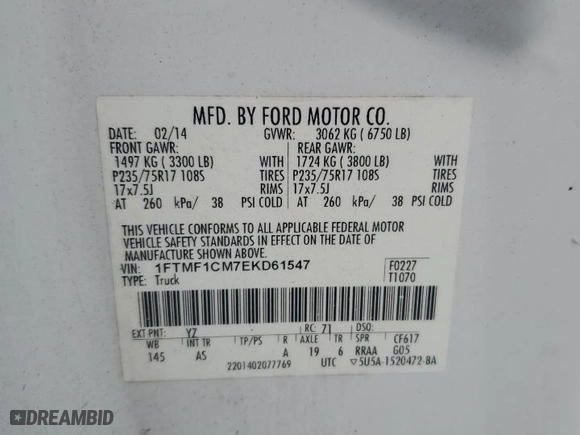 MFD. BY FORD MOTOR CO.
DATE: 02/14 GVWR: 3062 KG ( 6750 LB)
FRONT GAWR: REAR GAWR:
1497 KG ( 3300 LB) WITH 1724 KG ( 3800 LB) WITH
P235/75R17 108S TIRES P235/75R17 108S TIRES
17x7.5J RIMS 17x7.5J RIMS
AT 260 kPa/ 38 PSI COLD AT 260 kPa/ 38 PSI COLD
THIS VEHICLE CONFORMS TO ALL APPLICABLE FEDERAL MOTOR
VEHICLE SAFETY STANDARDS IN EFFECT ON THE DATE OF
MANUFACTURE SHOWN ABOVE.
VIN: 1FTMF1CM7EKD61547 F0227
TYPE: Truck T1070
EXT PNT: YZ RC: 71 DSO:
WB INT TR TP/PS R AXLE TR SPR CF617
145 AS A 19 6 RRAA G05
2201402077769 UTC ▽5U5A-1520472-BA
DREAMBID